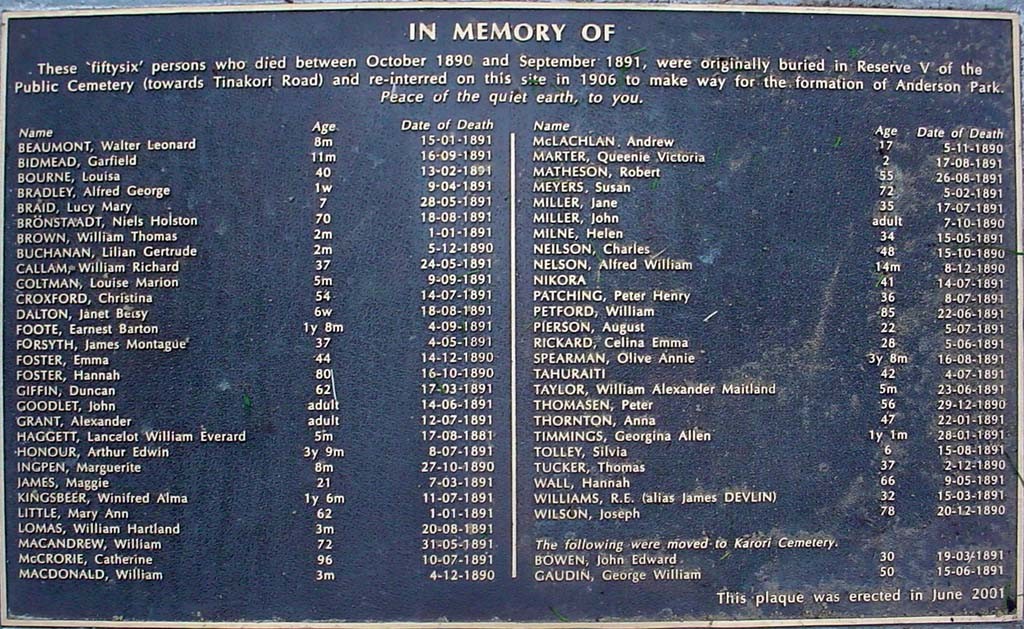 IN MEMORY OF
These 'fiftysix' persons who died between October 1890 and September 1891, were originally buried in Reserve V of the
Public Cemetery (towards Tinakori Road) and re-interred on this site in 1906 to make way for the formation of Anderson Park.
Peace of the quiet earth, to you.
Name Age Date of Death
BEAUMONT, Walter Leonard 8m 15-01-1891
BIDMEAD, Garfield 11m 16-09-1891
BOURNE, Louisa 40 13-02-1891
BRADLEY, Alfred George 1w 9-04-1891
BRAID, Lucy Mary 7 28-05-1891
BRÖNSTAADT, Niels Holston 70 18-08-1891
BROWN, William Thomas 2m 1-01-1891
BUCHANAN, Lilian Gertrude 2m 5-12-1890
CALLAM, William Richard 37 24-05-1891
COLTMAN, Louise Marion 5m 9-09-1891
CROXFORD, Christina 54 14-07-1891
DALTON, Janet Betsy 6w 18-08-1891
FOOTE, Earnest Barton 1y 8m 4-09-1891
FORSYTH, James Montague 37 4-05-1891
FOSTER, Emma 44 14-12-1890
FOSTER, Hannah 80 16-10-1890
GIFFIN, Duncan 62 17-03-1891
GOODLET, John adult 14-06-1891
GRANT, Alexander adult 12-07-1891
HAGGETT, Lancelot William Everard 5m 17-08-1881
HONOUR, Arthur Edwin 3y 9m 8-07-1891
INGPEN, Marguerite 8m 27-10-1890
JAMES, Maggie 21 7-03-1891
KINGSBEER, Winifred Alma 1y 6m 11-07-1891
LITTLE, Mary Ann 62 1-01-1891
LOMAS, William Hartland 3m 20-08-1891
MACANDREW, William 72 31-05-1891
McCRORIE, Catherine 96 10-07-1891
MACDONALD, William 3m 4-12-1890
Name Age Date of Death
McLACHLAN, Andrew 17 5-11-1890
MARTER, Queenie Victoria 2 17-08-1891
MATHESON, Robert 55 26-08-1891
MEYERS, Susan 72 5-02-1891
MILLER, Jane 35 17-07-1891
MILLER, John adult 7-10-1890
MILNE, Helen 34 15-05-1891
NEILSON, Charles 48 15-10-1890
NELSON, Alfred William 14m 8-12-1890
NIKORA 41 14-07-1891
PATCHING, Peter Henry 36 8-07-1891
PETFORD, William 85 22-06-1891
PIERSON, August 22 5-07-1891
RICKARD, Celina Emma 28 5-06-1891
SPEARMAN, Olive Annie 3y 8m 16-08-1891
TAHURAITI 42 4-07-1891
TAYLOR, William Alexander Maitland 5m 23-06-1891
THOMASEN, Peter 56 29-12-1890
THORNTON, Anna 47 22-01-1891
TIMMINGS, Georgina Allen 1y 1m 28-01-1891
TOLLEY, Silvia 6 15-08-1891
TUCKER, Thomas 37 2-12-1890
WALL, Hannah 66 9-05-1891
WILLIAMS, R.E. (alias James DEVLIN) 32 15-03-1891
WILSON, Joseph 78 20-12-1890
The following were moved to Karori Cemetery.
BOWEN, John Edward 30 19-03-1891
GAUDIN, George William 50 15-06-1891
This plaque was erected in June 2001